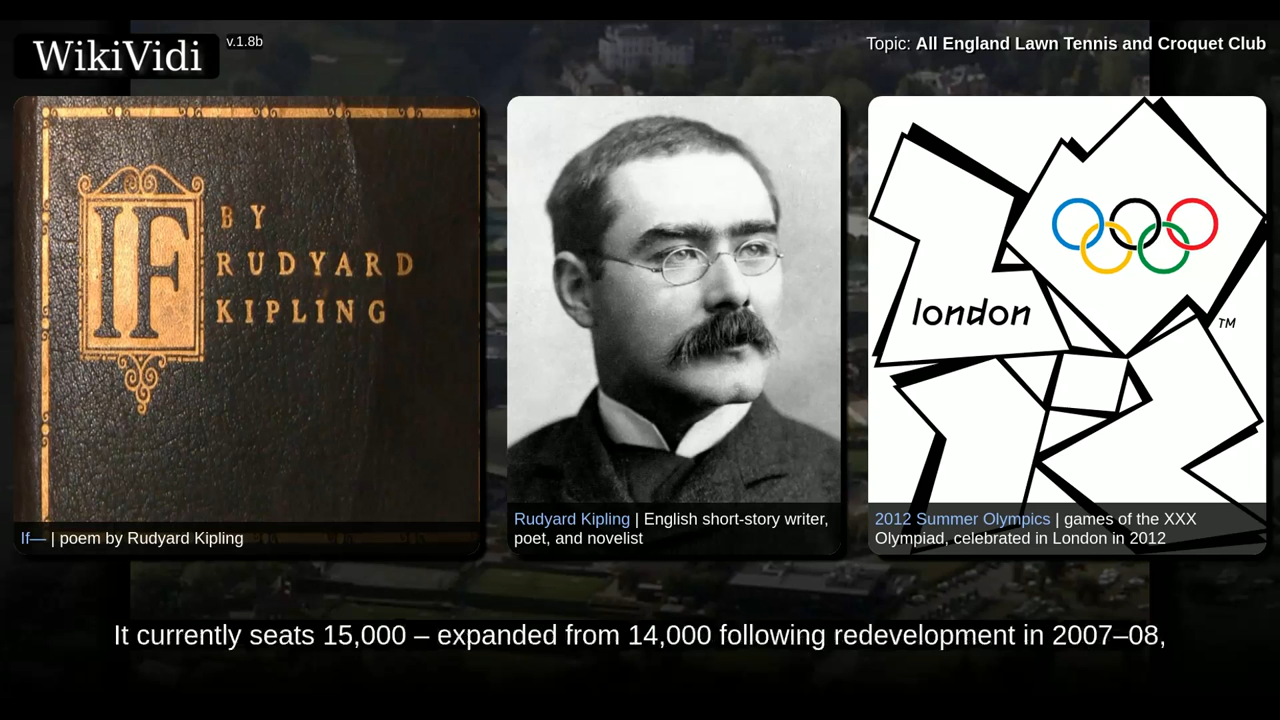 WikiVidi
v.1.8b
Topic: All England Lawn Tennis and Croquet Club
IF
BY
RUDYARD
KIPLING
If— | poem by Rudyard Kipling
Rudyard Kipling | English short-story writer,
poet, and novelist
london
TM
2012 Summer Olympics | games of the XXX
Olympiad, celebrated in London in 2012
It currently seats 15,000 – expanded from 14,000 following redevelopment in 2007–08,